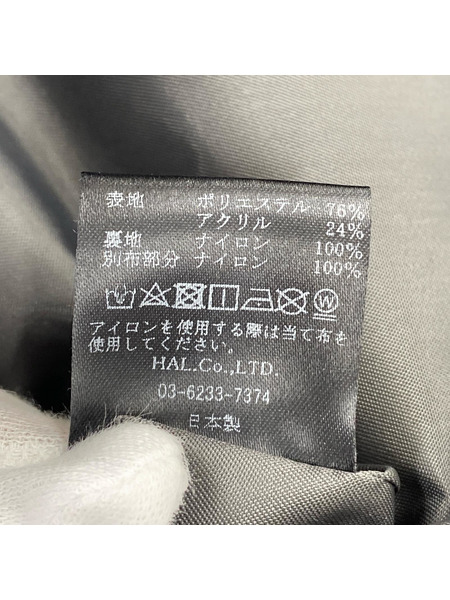 表地 ポリエステル 76%
アクリル 24%
裏地 ナイロン 100%
別布部分 ナイロン 100%
W
アイロンを使用する際は当て布を
使用してください。
HAL.Co.,LTD.
03-6233-7374
日本製